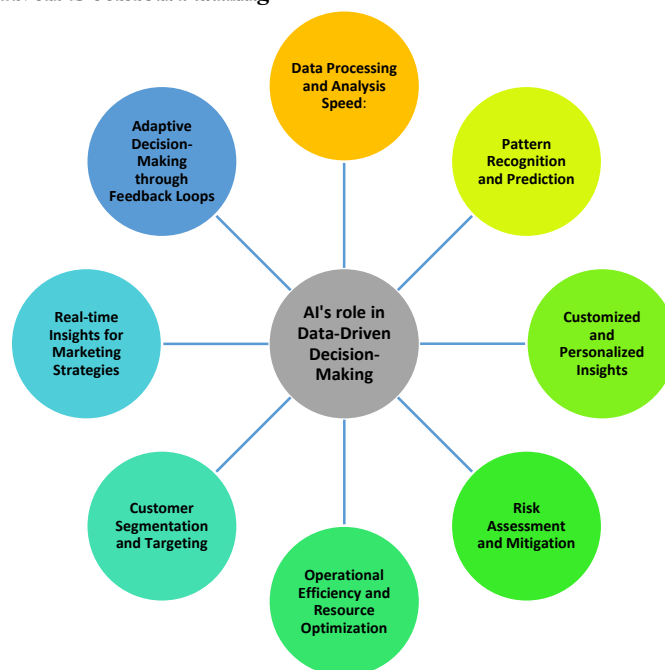 Data Processing
and Analysis
Speed:
Pattern
Recognition
and Prediction
Customized
and
Personalized
Insights
Risk
Assessment
and Mitigation
Operational
Efficiency and
Resource
Optimization
Customer
Segmentation
and Targeting
Real-time
Insights for
Marketing
Strategies
Adaptive
Decision-
Making
through
Feedback Loops
AI's role in
Data-Driven
Decision-
Making